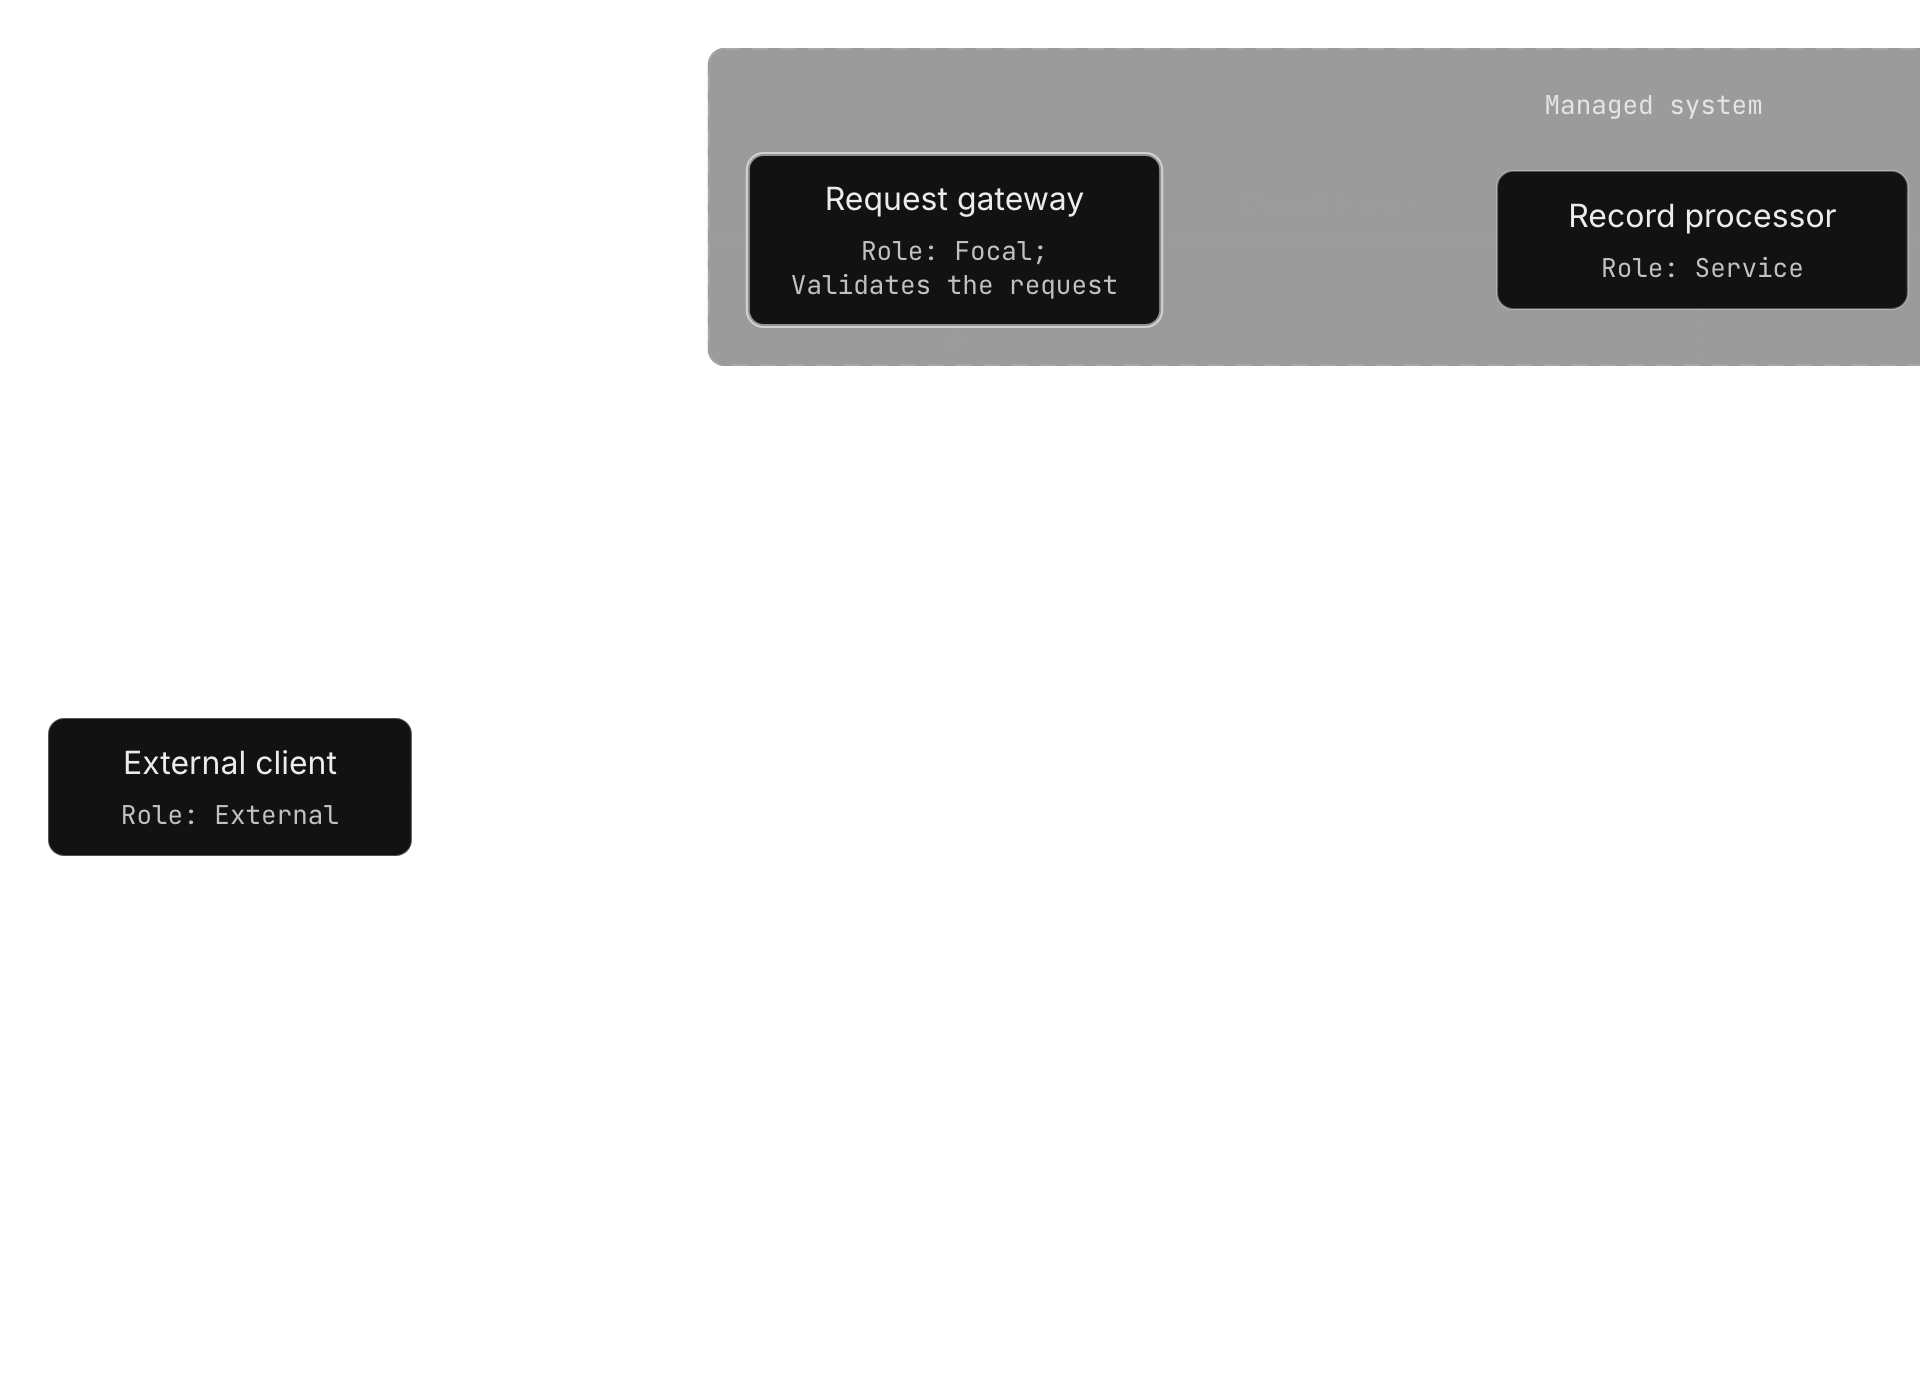 Managed system
Request gateway
Role: Focal;
Validates the request
Record processor
Role: Service
External client
Role: External